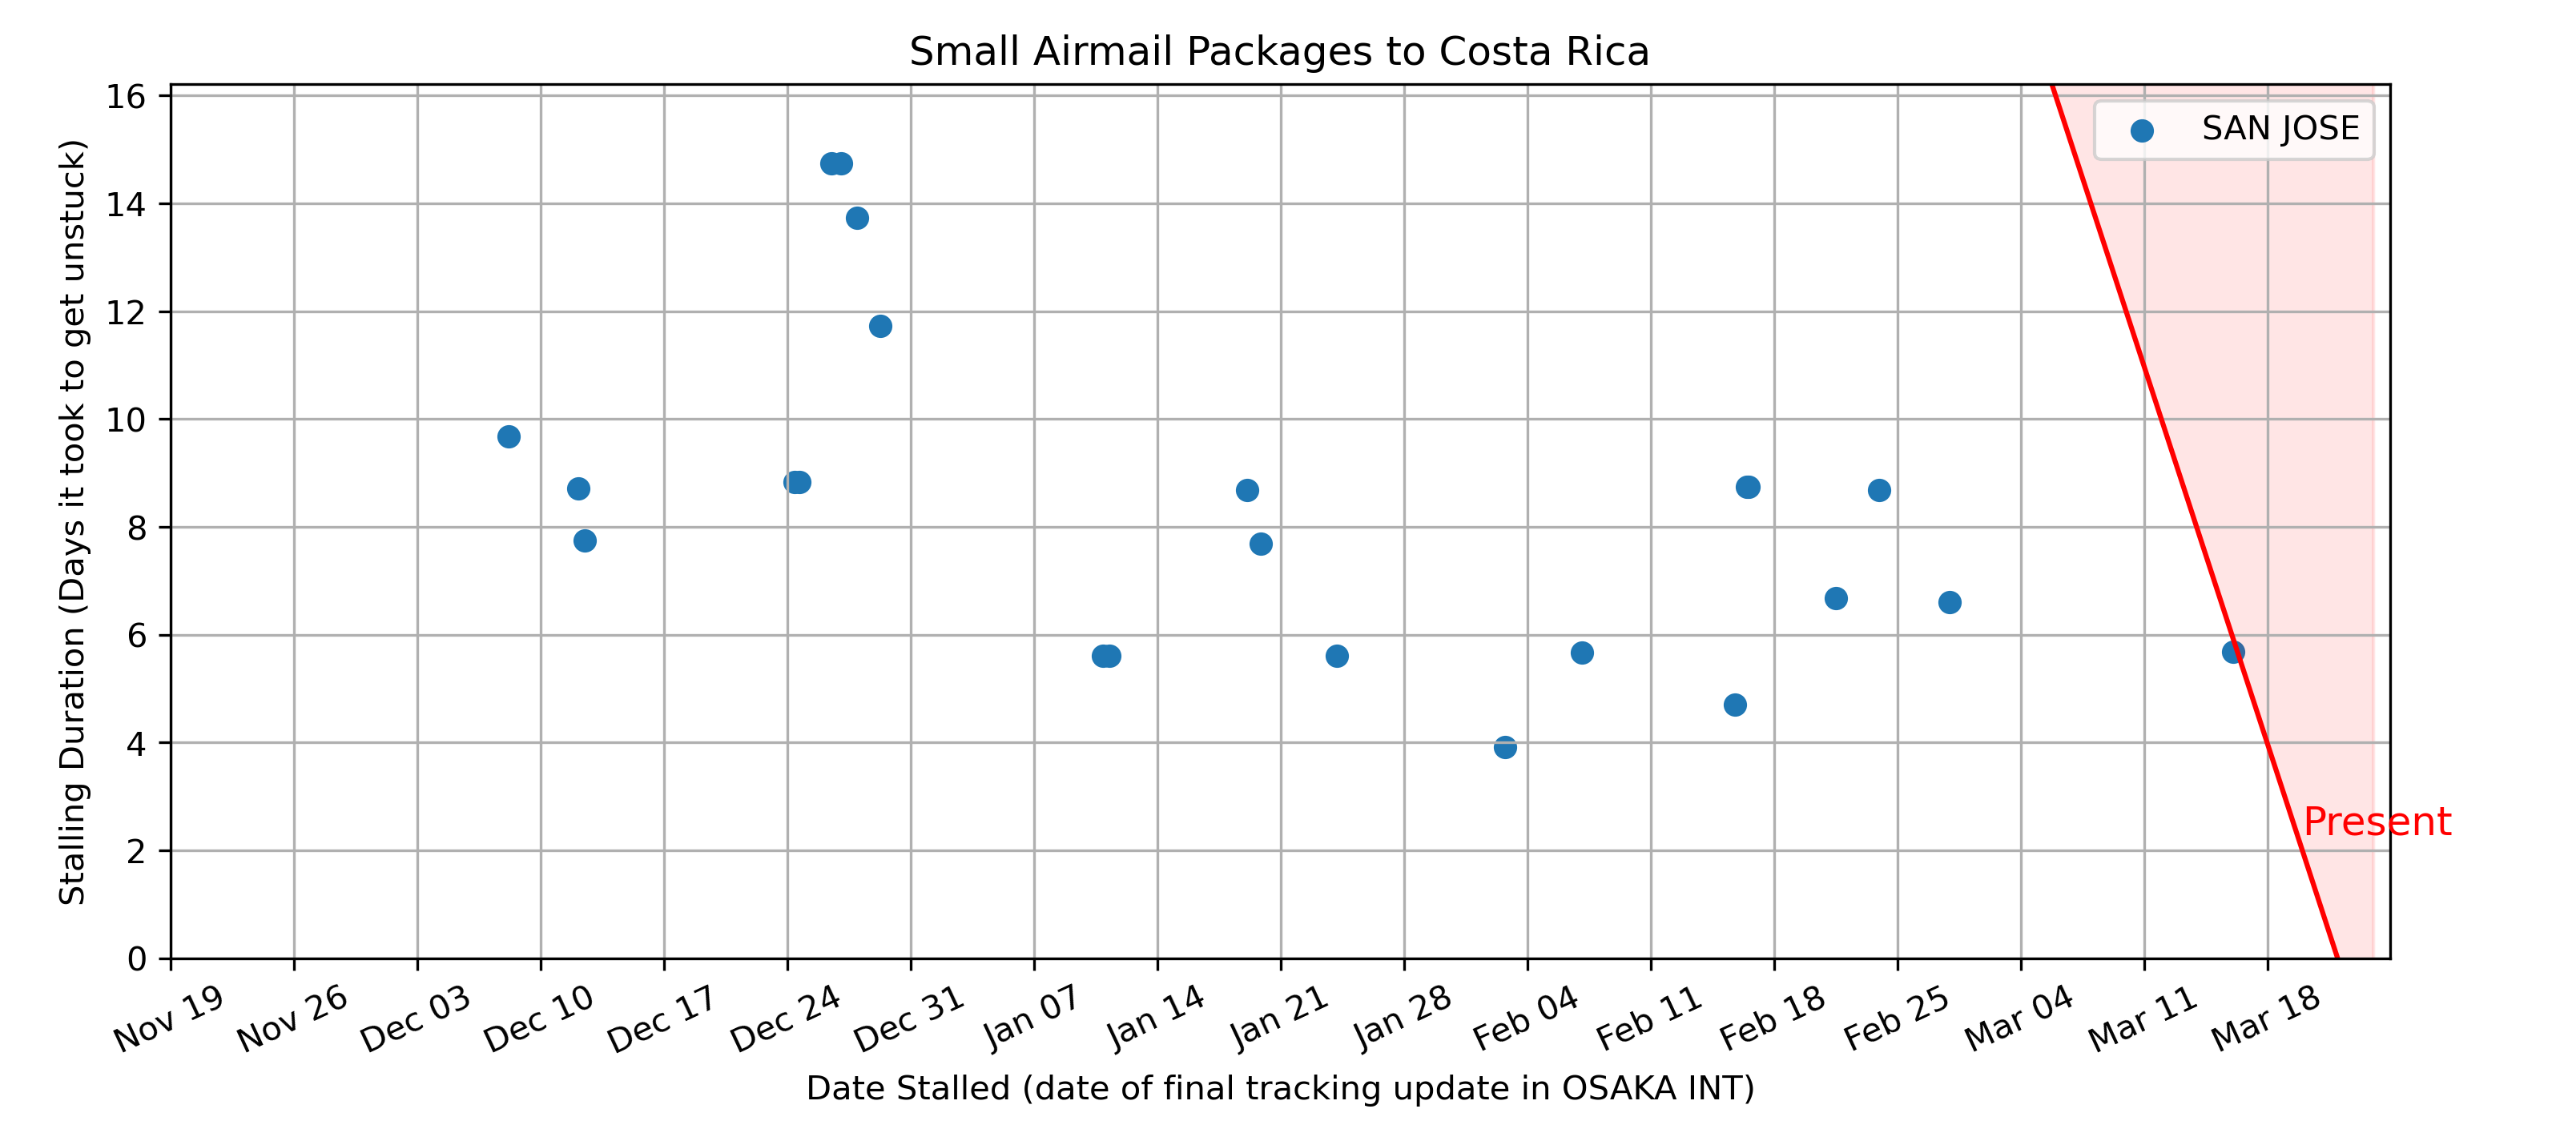 Small Airmail Packages to Costa Rica
Stalling Duration (Days it took to get unstuck)
16
14
12
10
8
6
4
2
0
SAN JOSE
Present
Nov 19
Nov 26
Dec 03
Dec 10
Dec 17
Dec 24
Dec 31
Jan 07
Jan 14
Jan 21
Jan 28
Feb 04
Feb 11
Feb 18
Feb 25
Mar 04
Mar 11
Mar 18
Date Stalled (date of final tracking update in OSAKA INT)